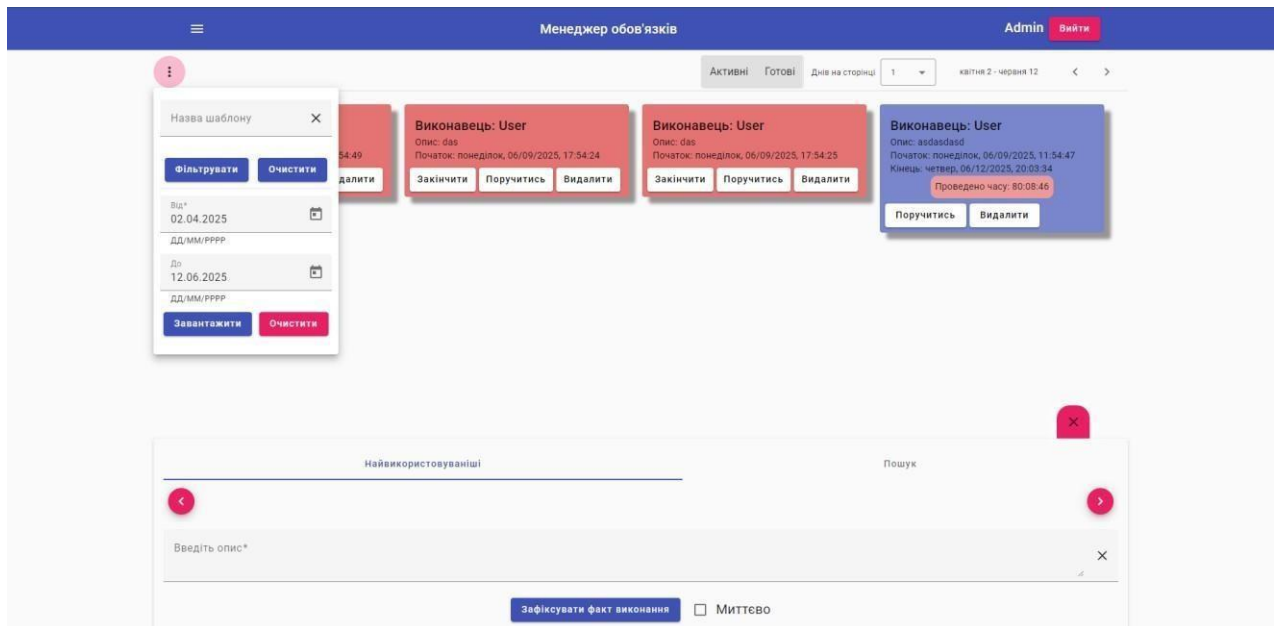 Менеджер обов'язків
Admin Вийти
Активні Готові Днів на сторінці 1 квітня 2 - червня 12
Назва шаблону
Фільтрувати Очистити
Від*
02.04.2025
ДД/ММ/РРРР
До
12.06.2025
ДД/ММ/РРРР
Завантажити Очистити
54:49
далити
Виконавець: User
Опис: das
Початок: понеділок, 06/09/2025, 17:54:24
Закінчити Поручитись Видалити
Виконавець: User
Опис: das
Початок: понеділок, 06/09/2025, 17:54:25
Закінчити Поручитись Видалити
Виконавець: User
Опис: asdasdasd
Початок: понеділок, 06/09/2025, 11:54:47
Кінець: четвер, 06/12/2025, 20:03:34
Проведено часу: 80:08:46
Поручитись Видалити
Найвикористовуваніші Пошук
Введіть опис*
Зафіксувати факт виконання Миттєво